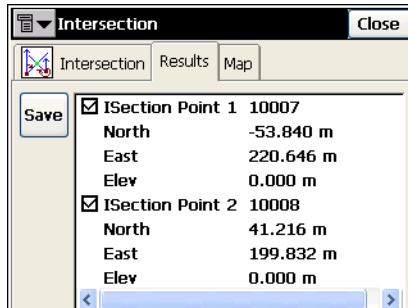 Intersection Close
Intersection Results Map
Save
ISection Point 1 10007
North -53.840 m
East 220.646 m
Elev 0.000 m
ISection Point 2 10008
North 41.216 m
East 199.832 m
Elev 0.000 m